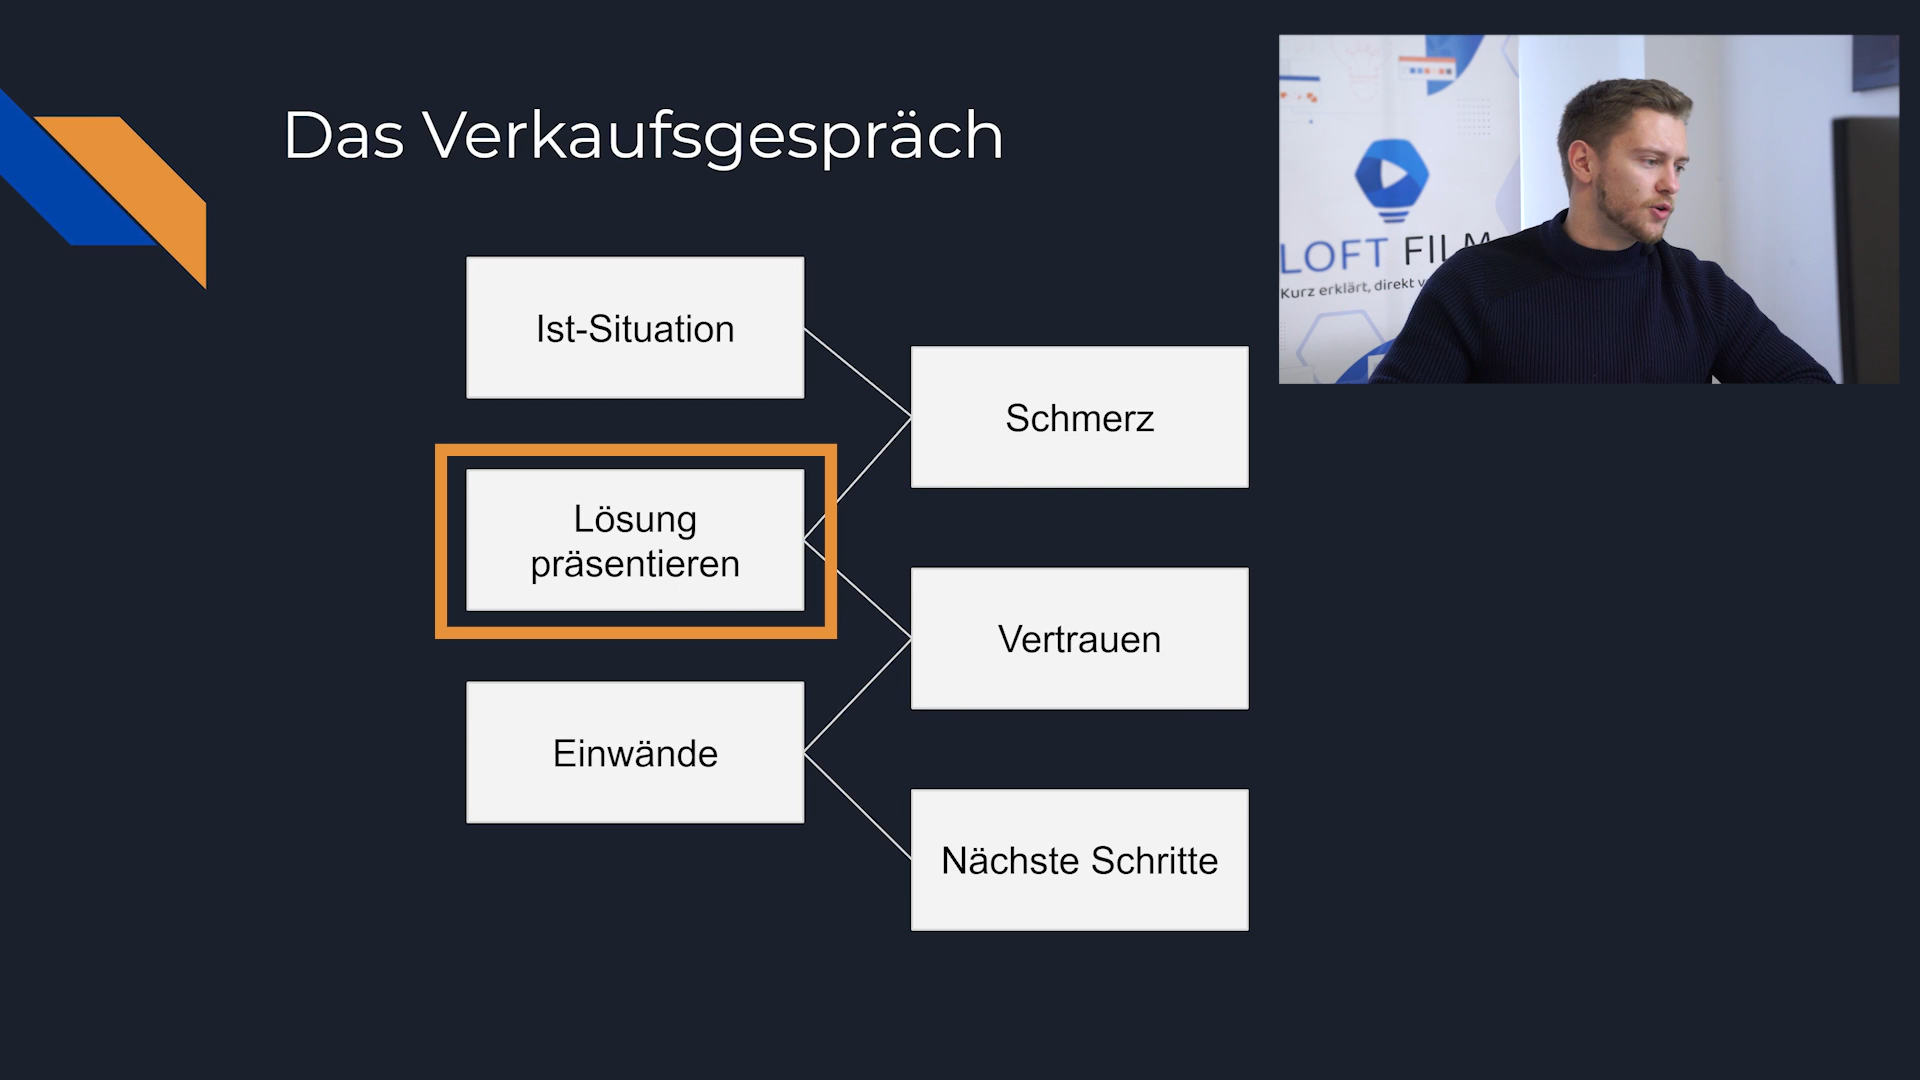 Das Verkaufsgespräch
Ist-Situation
Schmerz
Lösung
präsentieren
Vertrauen
Einwände
Nächste Schritte
LOFT FILM
Kurz erklärt, direkt